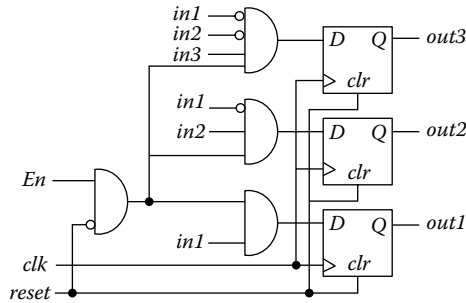 in1
in2
in3
D Q out3
clr
in1
in2
D Q out2
clr
En
in1
D Q out1
clr
clk
reset